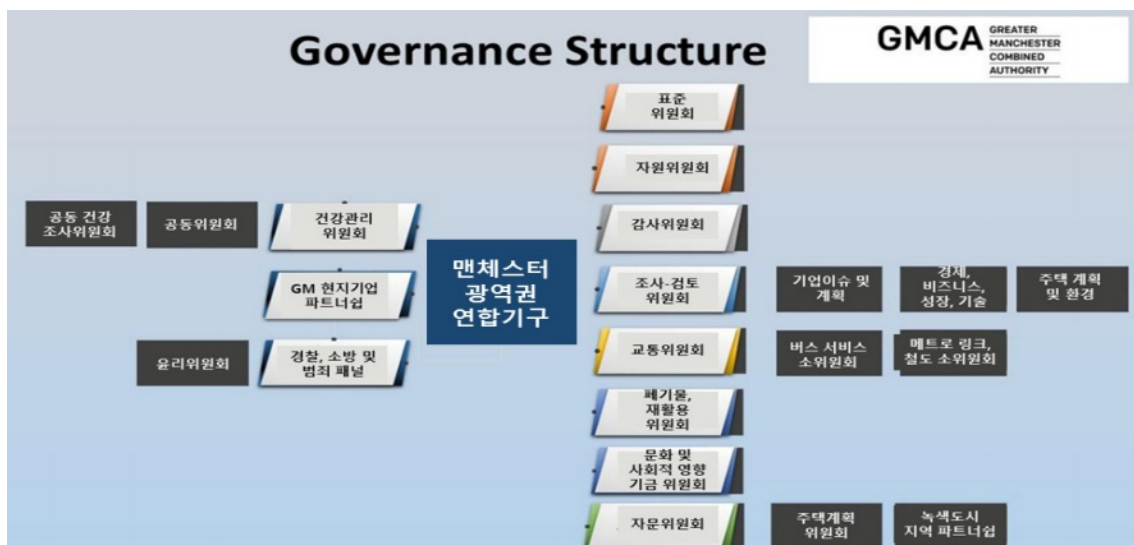 Governance Structure
GMCA
GREATER
MANCHESTER
COMBINED
AUTHORITY
표준
위원회
자원위원회
공동 건강
조사위원회
공동위원회
건강관리
위원회
감사위원회
맨체스터
광역권
연합기구
GM 현지기업
파트너쉽
조사-검토
위원회
기업이슈 및
계획
경제,
비즈니스,
성장, 기술
주택 계획
및 환경
윤리위원회
경찰, 소방 및
범죄 패널
교통위원회
버스 서비스
소위원회
메트로 링크,
철도 소위원회
폐기물,
재활용
위원회
문화 및
사회적 영향
기금 위원회
자문위원회
주택계획
위원회
녹색도시
지역 파트너쉽